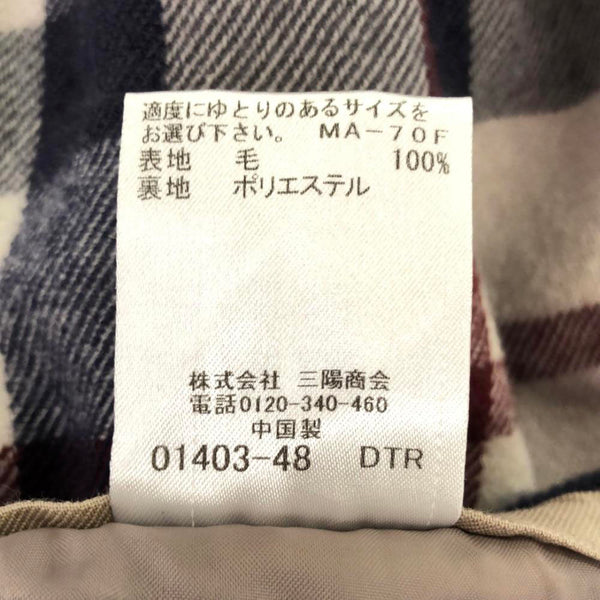 適度にゆとりのあるサイズを
お選び下さい。 MA-70F
表地 毛 100%
裏地 ポリエステル
株式会社 三陽商会
電話0120-340-460
中国製
01403-48 DTR